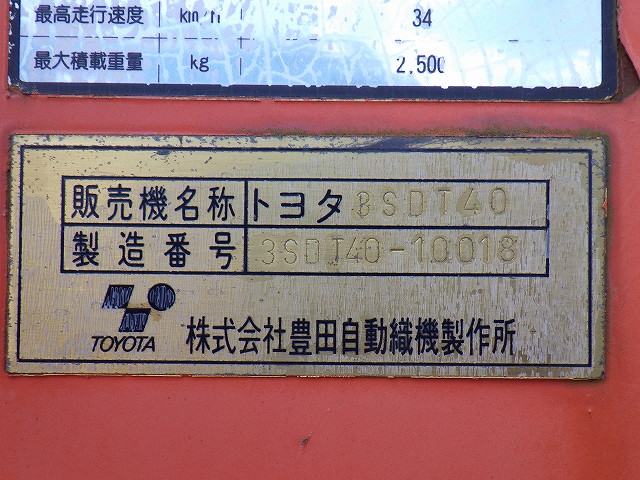 最高走行速度 km/h 34
最大積載重量 kg 2,500
販売機名称 トヨタ 3SDT40
製造番号 3SDT40-10018
TOYOTA 株式会社豊田自動織機製作所